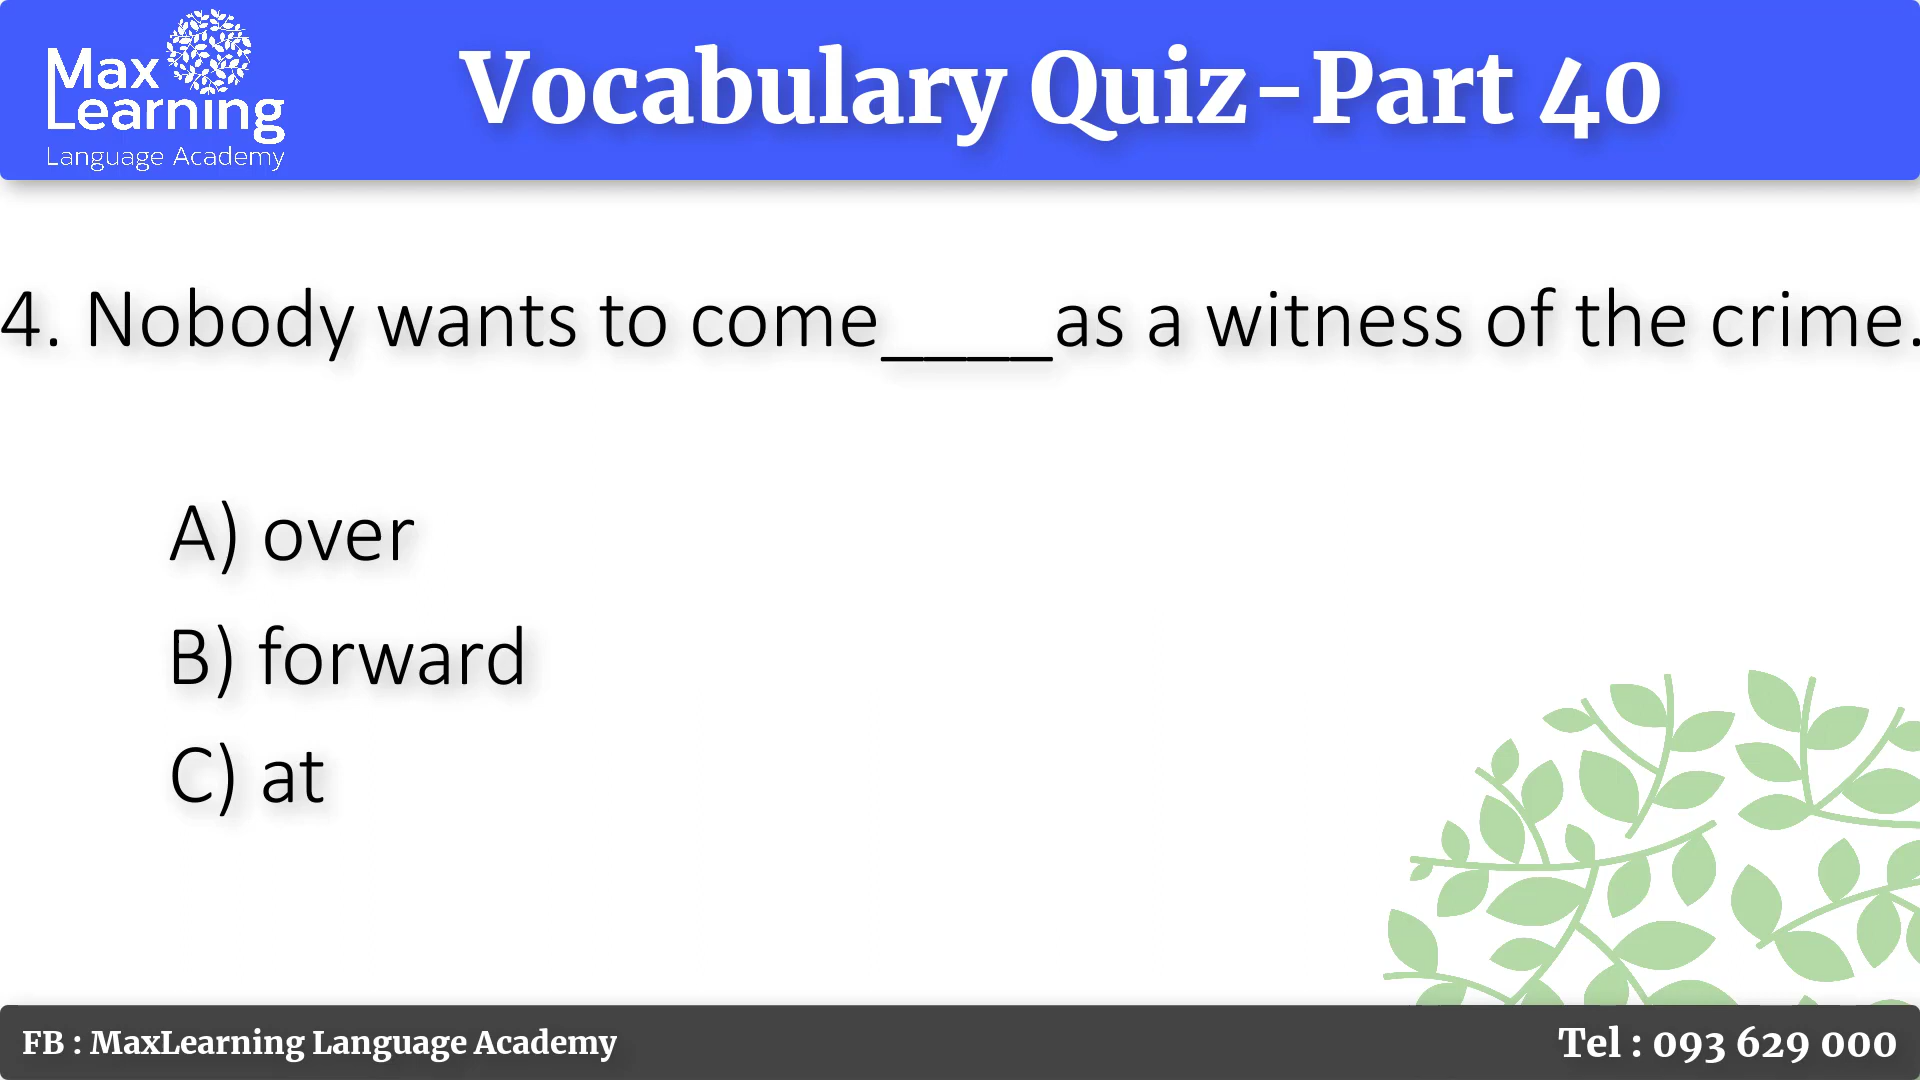 Max
Learning
Language Academy
Vocabulary Quiz-Part 40
4. Nobody wants to come____as a witness of the crime.
A) over
B) forward
C) at
FB : MaxLearning Language Academy
Tel : 093 629 000